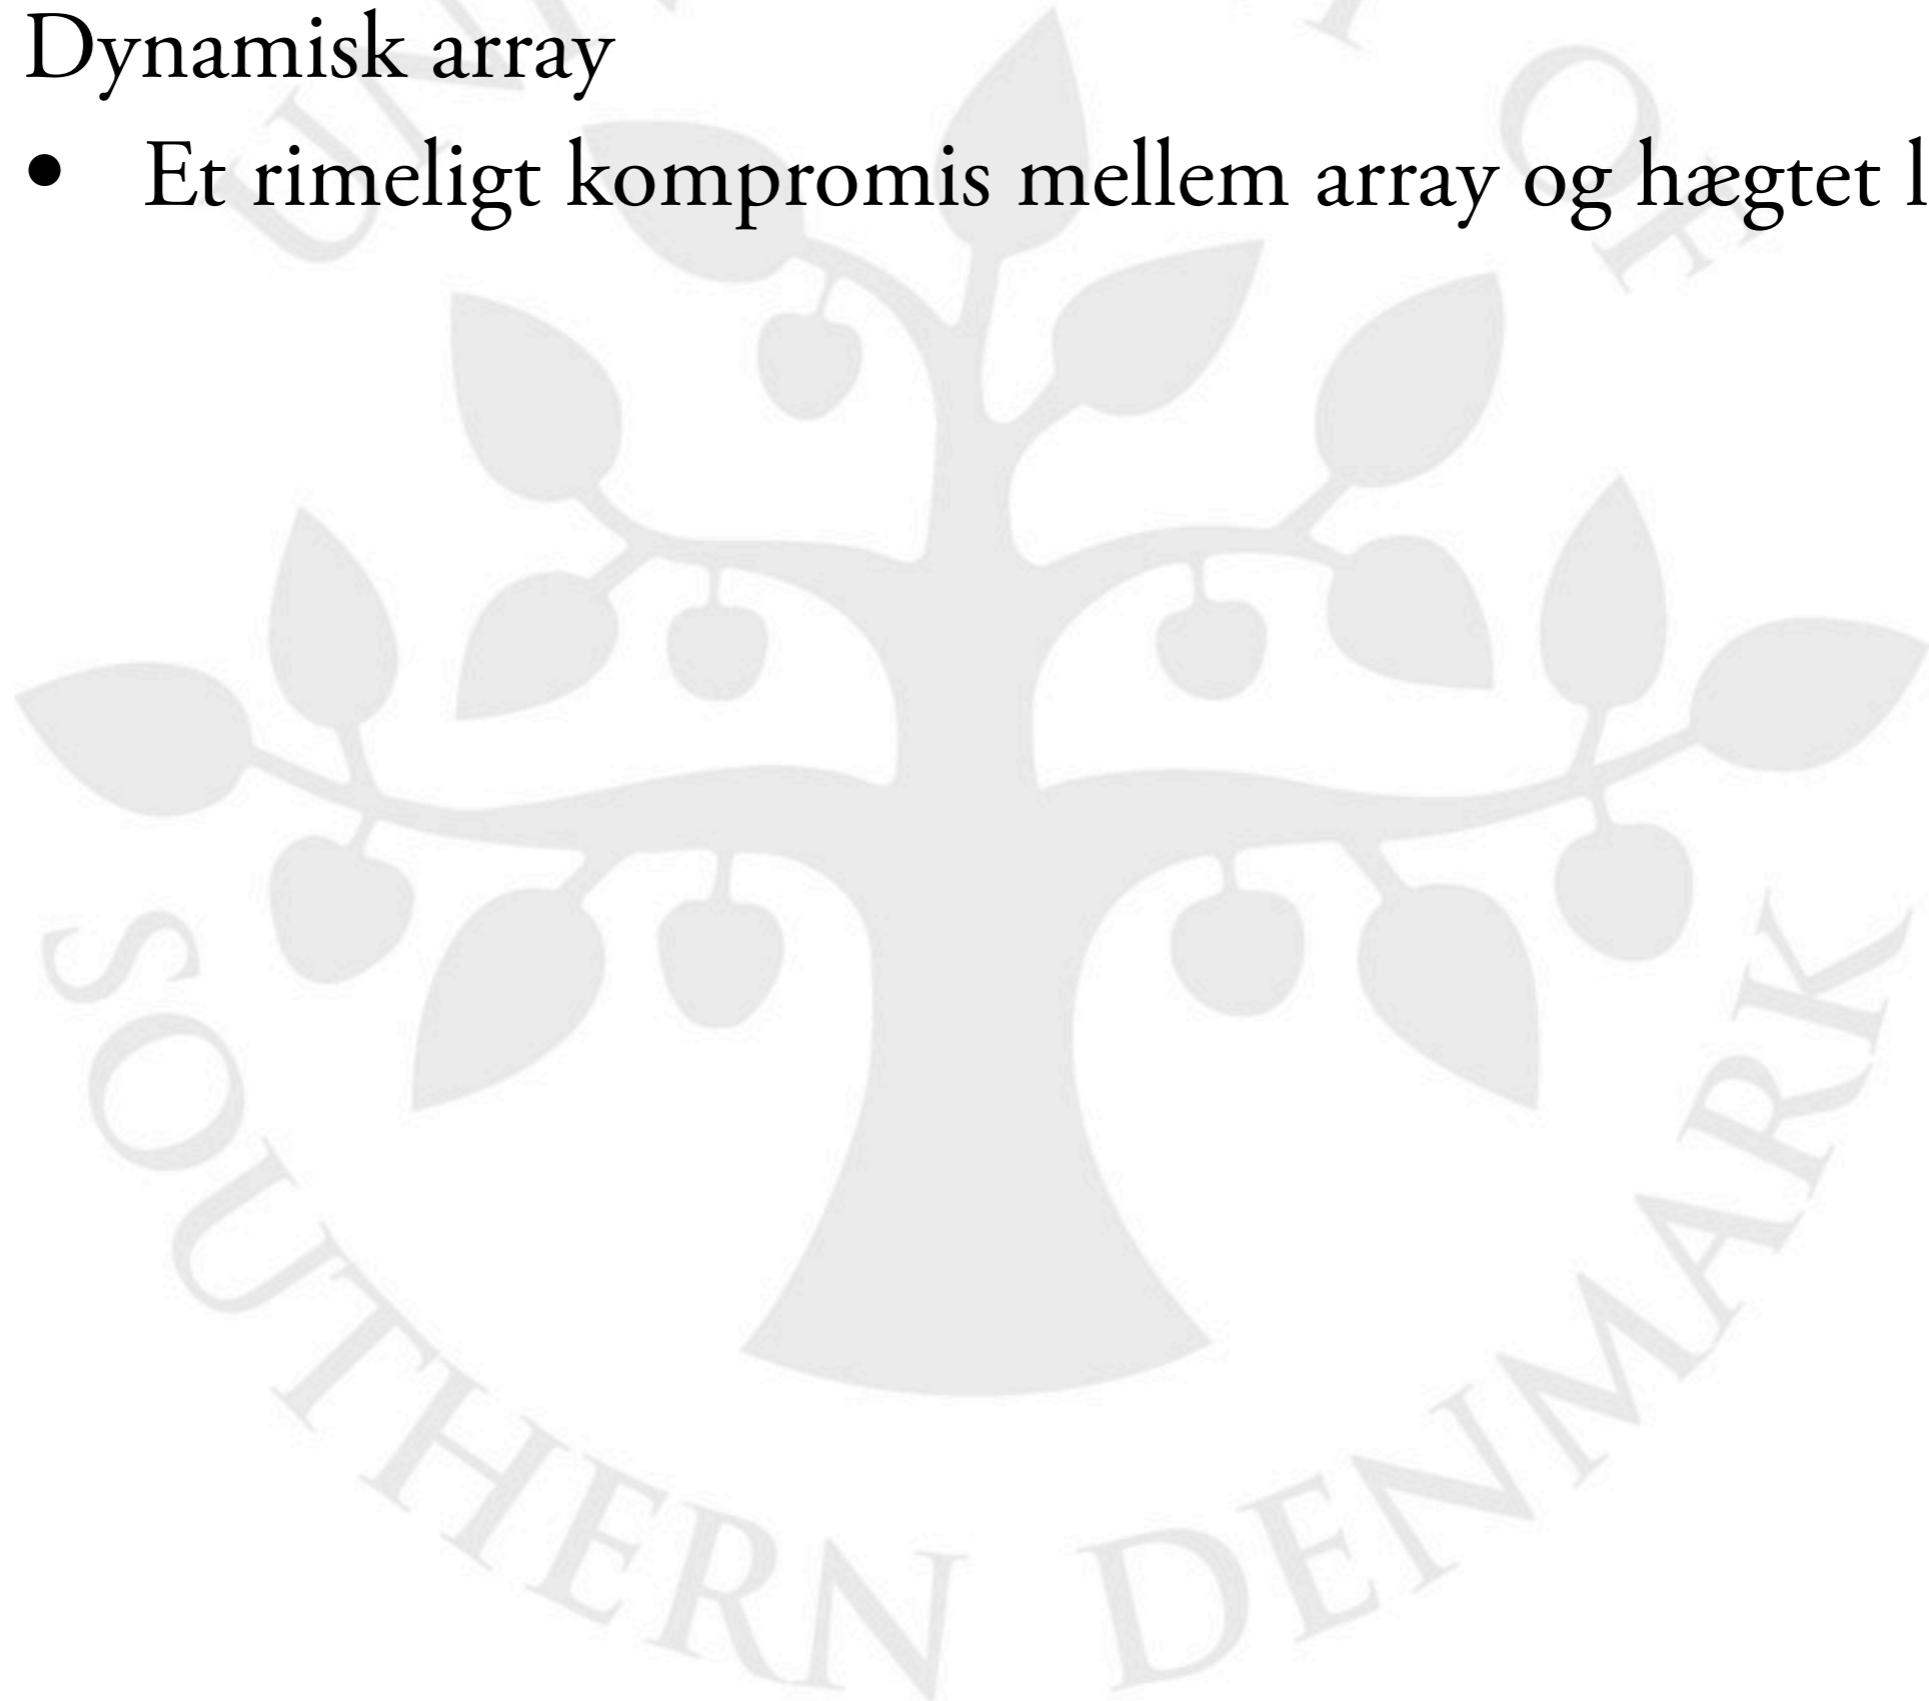 Dynamisk array
• Et rimeligt kompromis mellem array og hægtet
SOUTHERN DENMARK